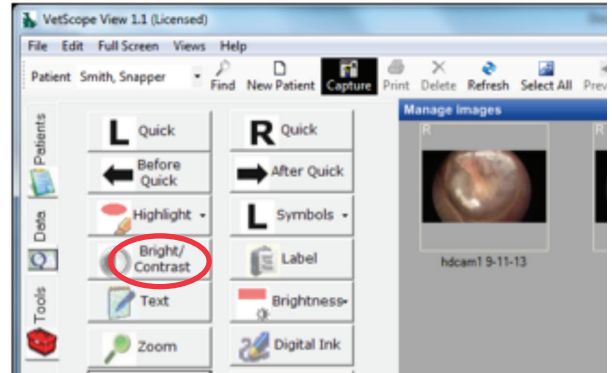 VetScope View 1.1 (Licensed)
File Edit Full Screen Views Help
Patient Smith, Snapper Find New Patient Capture Print Delete Refresh Select All
Patients
Data
Tools
L Quick R Quick
Before Quick After Quick
Highlight L Symbols
Bright/ Contrast Label
Text Brightness
Zoom Digital Ink
Manage images
R
R
hdcam1 9-11-13